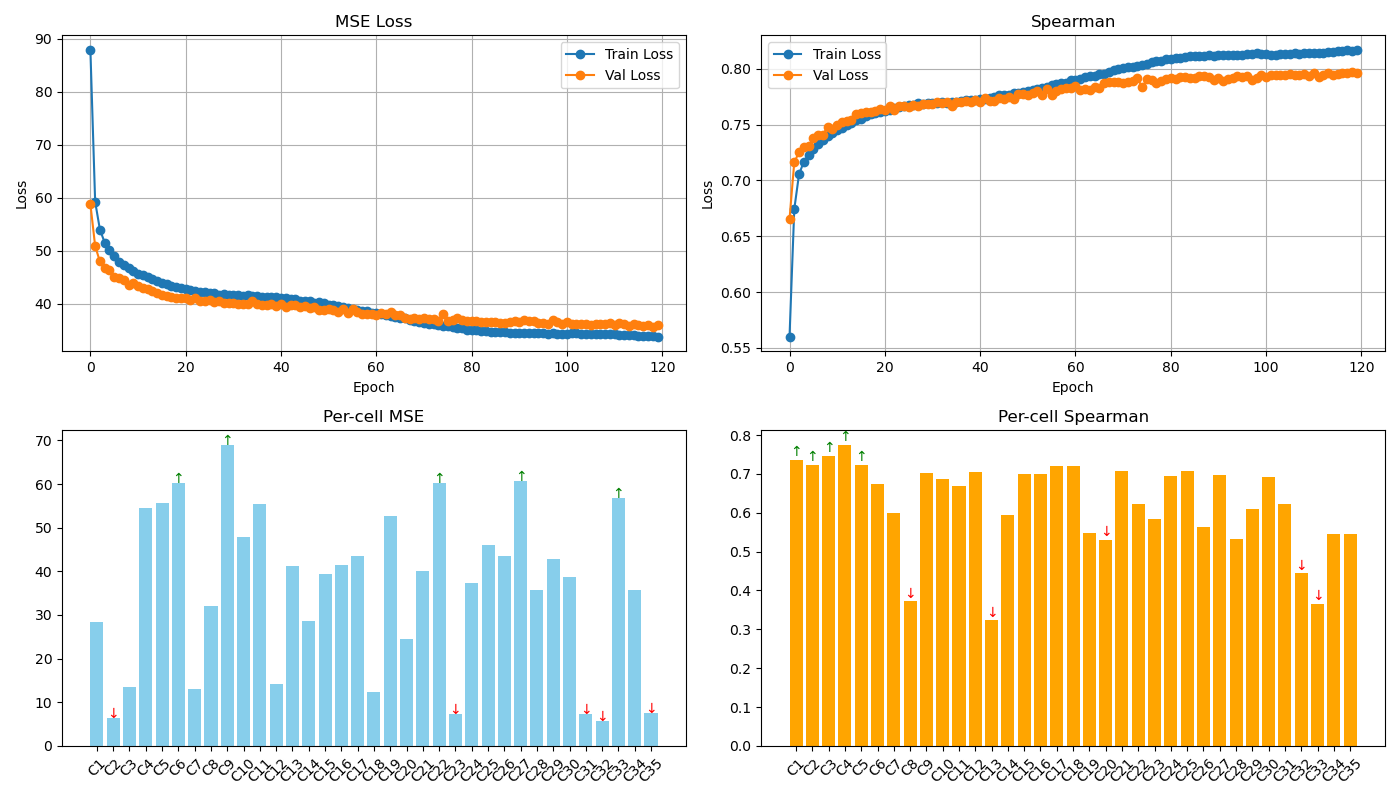 MSE Loss
90
80
70
60
50
40
Loss
0 20 40 60 80 100 120
Epoch
Train Loss
Val Loss
Spearman
0.80
0.75
0.70
0.65
0.60
0.55
Loss
0 20 40 60 80 100 120
Epoch
Train Loss
Val Loss
Per-cell MSE
70
60
50
40
30
20
10
0
↓ ↑ ↑ ↑ ↓ ↑ ↓ ↓ ↑ ↓
C1 C2 C3 C4 C5 C6 C7 C8 C9 C10 C11 C12 C13 C14 C15 C16 C17 C18 C19 C20 C21 C22 C23 C24 C25 C26 C27 C28 C29 C30 C31 C32 C33 C34 C35
Per-cell Spearman
0.8
0.7
0.6
0.5
0.4
0.3
0.2
0.1
0.0
↑ ↑ ↑ ↑ ↑ ↓ ↓ ↓ ↓ ↓
C1 C2 C3 C4 C5 C6 C7 C8 C9 C10 C11 C12 C13 C14 C15 C16 C17 C18 C19 C20 C21 C22 C23 C24 C25 C26 C27 C28 C29 C30 C31 C32 C33 C34 C35